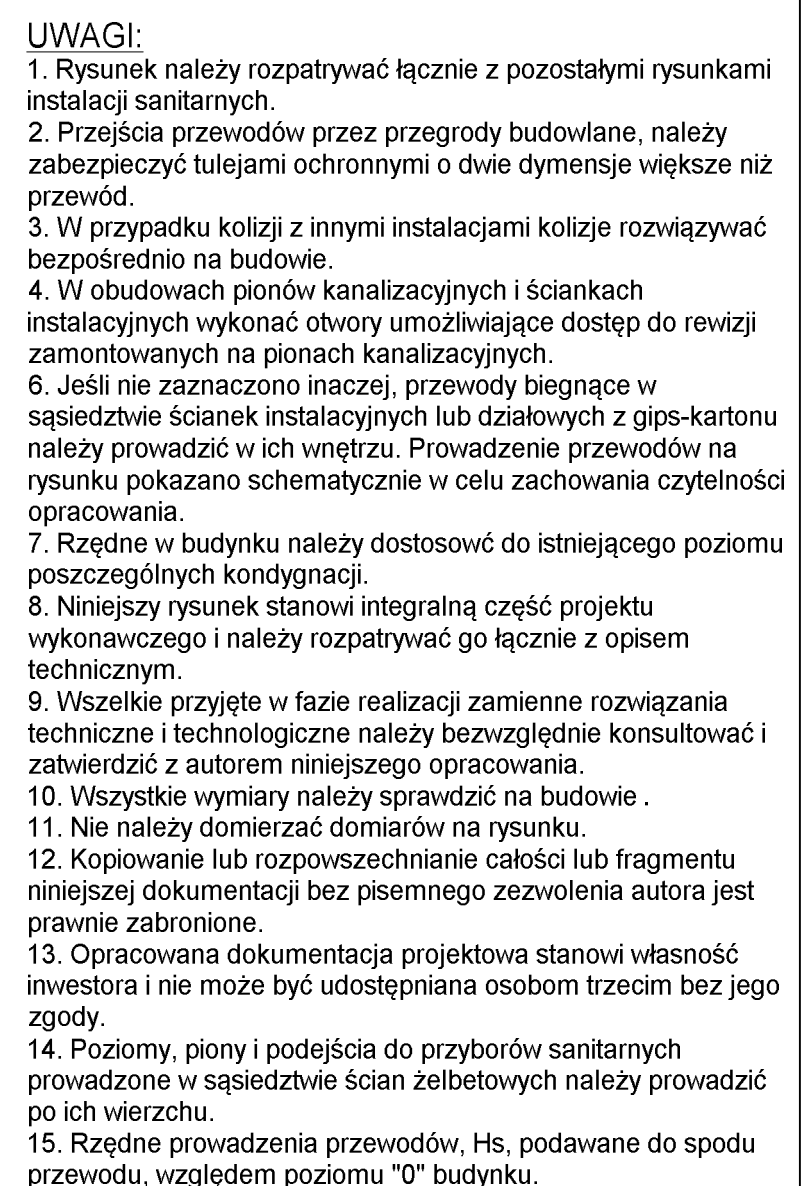 UWAGI:
1. Rysunek należy rozpatrywać łącznie z pozostałymi rysunkami
instalacji sanitarnych.
2. Przejścia przewodów przez przegrody budowlane, należy
zabezpieczyć tulejami ochronnymi o dwie dymensje większe niż
przewód.
3. W przypadku kolizji z innymi instalacjami kolizje rozwiązywać
bezpośrednio na budowie.
4. W obudowach pionów kanalizacyjnych i ściankach
instalacyjnych wykonać otwory umożliwiające dostęp do rewizji
zamontowanych na pionach kanalizacyjnych.
6. Jeśli nie zaznaczono inaczej, przewody biegnące w
sąsiedztwie ścianek instalacyjnych lub działowych z gips-kartonu
należy prowadzić w ich wnętrzu. Prowadzenie przewodów na
rysunku pokazano schematycznie w celu zachowania czytelności
opracowania.
7. Rzędne w budynku należy dostosowć do istniejącego poziomu
poszczególnych kondygnacji.
8. Niniejszy rysunek stanowi integralną część projektu
wykonawczego i należy rozpatrywać go łącznie z opisem
technicznym.
9. Wszelkie przyjęte w fazie realizacji zamienne rozwiązania
techniczne i technologiczne należy bezwzględnie konsultować i
zatwierdzić z autorem niniejszego opracowania.
10. Wszystkie wymiary należy sprawdzić na budowie .
11. Nie należy domierzać domiarów na rysunku.
12. Kopiowanie lub rozpowszechnianie całości lub fragmentu
niniejszej dokumentacji bez pisemnego zezwolenia autora jest
prawnie zabronione.
13. Opracowana dokumentacja projektowa stanowi własność
inwestora i nie może być udostępniana osobom trzecim bez jego
zgody.
14. Poziomy, piony i podejścia do przyborów sanitarnych
prowadzone w sąsiedztwie ścian żelbetowych należy prowadzić
po ich wierzchu.
15. Rzędne prowadzenia przewodów, Hs, podawane do spodu
przewodu, względem poziomu "0" budynku.